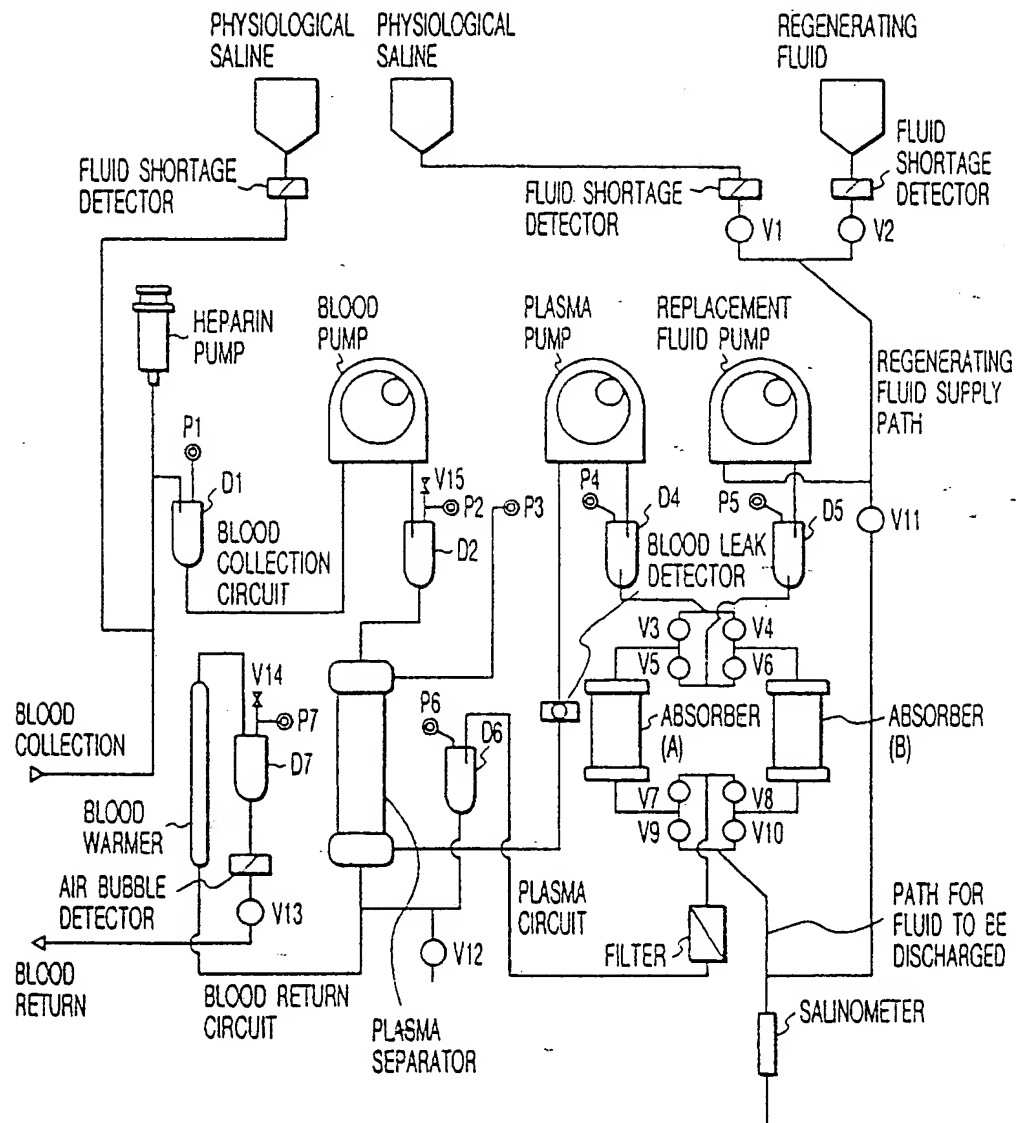 PHYSIOLOGICAL
SALINE
PHYSIOLOGICAL
SALINE
REGENERATING
FLUID
FLUID SHORTAGE
DETECTOR
FLUID SHORTAGE
DETECTOR
FLUID
SHORTAGE
DETECTOR
V1
V2
HEPARIN
PUMP
BLOOD
PUMP
PLASMA
PUMP
REPLACEMENT
FLUID PUMP
REGENERATING
FLUID SUPPLY
PATH
P1
D1
V15
P2
P3
D2
P4
D4
P5
D5
V11
BLOOD
COLLECTION
CIRCUIT
BLOOD LEAK
DETECTOR
V3
V4
V5
V6
BLOOD
COLLECTION
V14
P7
D7
P6
D6
ABSORBER
(A)
ABSORBER
(B)
BLOOD
WARMER
V7
V8
V9
V10
AIR BUBBLE
DETECTOR
V13
V12
PLASMA
CIRCUIT
FILTER
PATH FOR
FLUID TO BE
DISCHARGED
BLOOD
RETURN
BLOOD RETURN
CIRCUIT
PLASMA
SEPARATOR
SALINOMETER